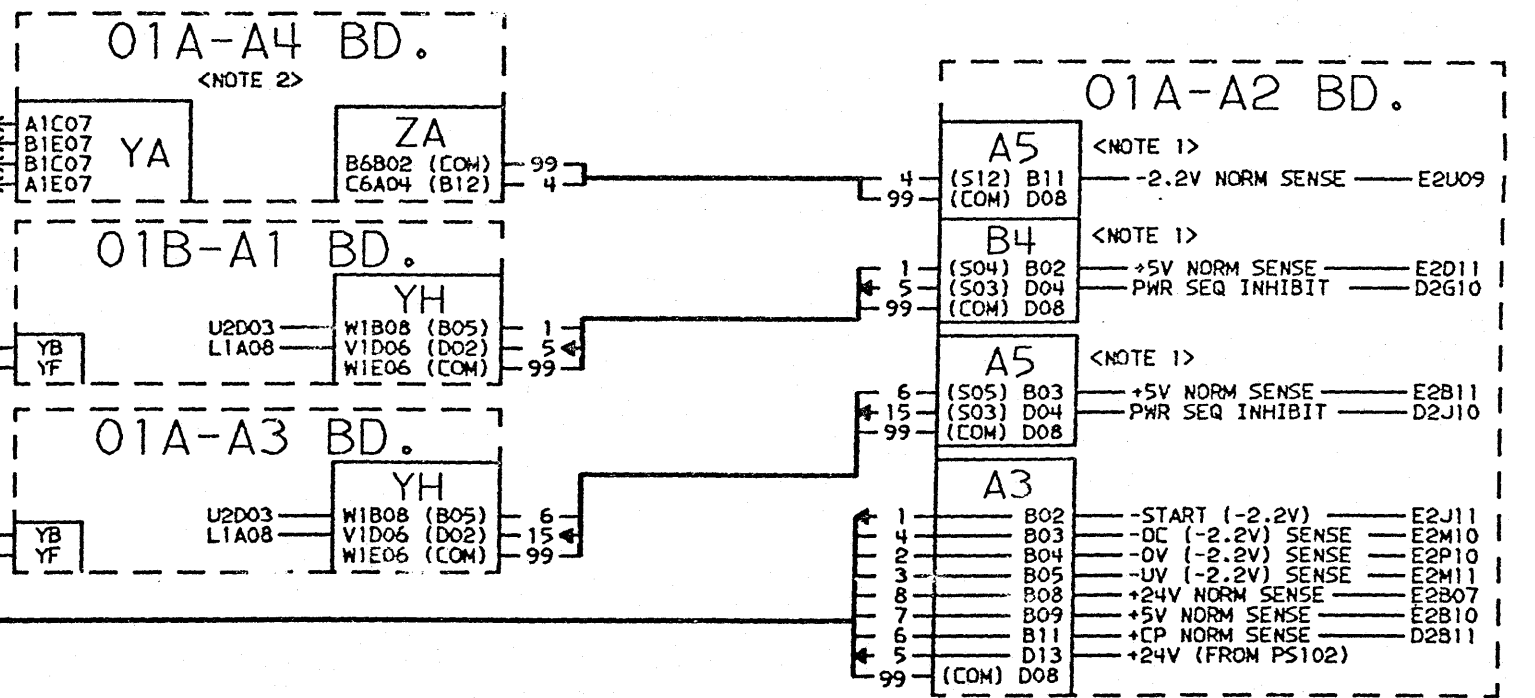 01A-A4 BD.
<NOTE 2>
A1C07
B1E07
B1C07
A1E07
YA
ZA
B6B02 (COM) 99
C6A04 (B12) 4
01B-A1 BD.
YH
U2D03 W1B08 (B05) 1
L1A08 V1D06 (D02) 5
W1E06 (COM) 99
YB
YF
01A-A3 BD.
YH
U2D03 W1B08 (B05) 6
L1A08 V1D06 (D02) 15
W1E06 (COM) 99
YB
YF
01A-A2 BD.
A5 <NOTE 1>
4 (S12) B11 -2.2V NORM SENSE E2U09
99 (COM) D08
B4 <NOTE 1>
1 (S04) B02 +5V NORM SENSE E2D11
5 (S03) D04 PWR SEQ INHIBIT D2G10
99 (COM) D08
A5 <NOTE 1>
6 (S05) B03 +5V NORM SENSE E2B11
15 (S03) D04 PWR SEQ INHIBIT D2J10
99 (COM) D08
A3
1 B02 -START (-2.2V) E2J11
4 B03 -OC (-2.2V) SENSE E2M10
2 B04 -OV (-2.2V) SENSE E2P10
3 B05 -UV (-2.2V) SENSE E2M11
8 B08 +24V NORM SENSE E2B07
7 B09 +5V NORM SENSE E2B10
6 B11 +CP NORM SENSE D2B11
5 D13 +24V (FROM PS102)
99 (COM) D08